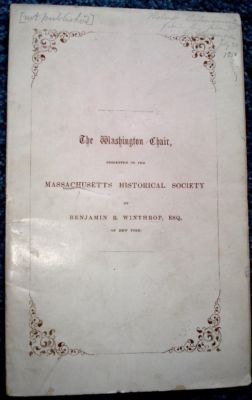 [not published]
The Washington Chair,
PRESENTED TO THE
MASSACHUSETTS HISTORICAL SOCIETY
BY
BENJAMIN R. WINTHROP, ESQ.
OF NEW YORK.